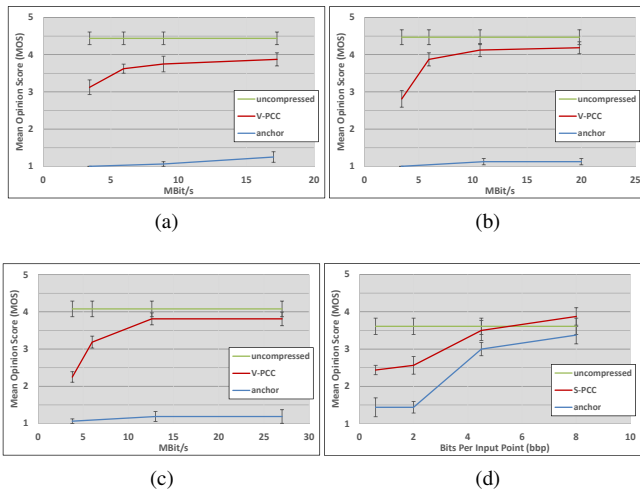 5
4
3
2
1
Mean Opinion Score (MOS)
uncompressed
V-PCC
anchor
0 5 10 15 20
MBit/s
(a)
5
4
3
2
1
Mean Opinion Score (MOS)
uncompressed
V-PCC
anchor
0 5 10 15 20 25
MBit/s
(b)
5
4
3
2
1
Mean Opinion Score (MOS)
uncompressed
V-PCC
anchor
0 5 10 15 20 25 30
MBit/s
(c)
5
4
3
2
1
Mean Opinion Score (MOS)
uncompressed
S-PCC
anchor
0 2 4 6 8 10
Bits Per Input Point (bbp)
(d)